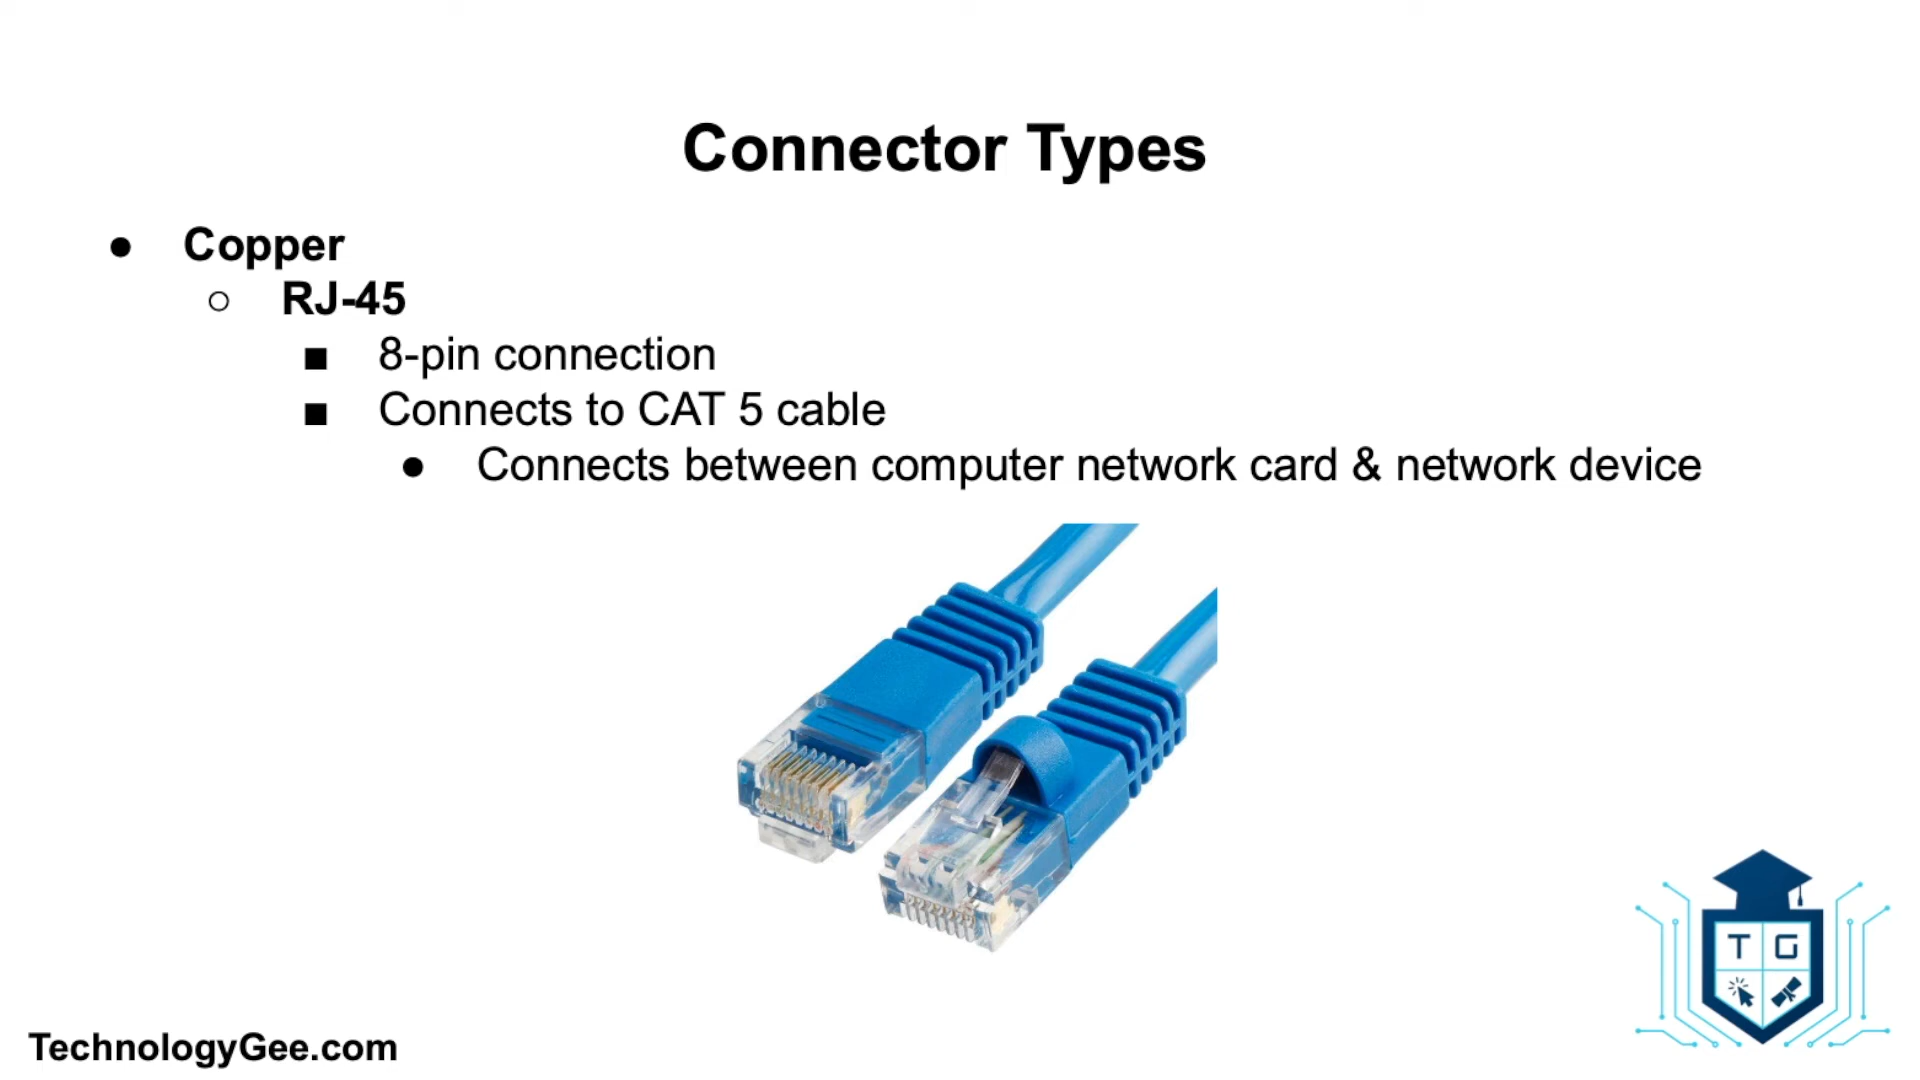 Connector Types
● Copper
○ RJ-45
■ 8-pin connection
■ Connects to CAT 5 cable
● Connects between computer network card & network device
T G
TechnologyGee.com